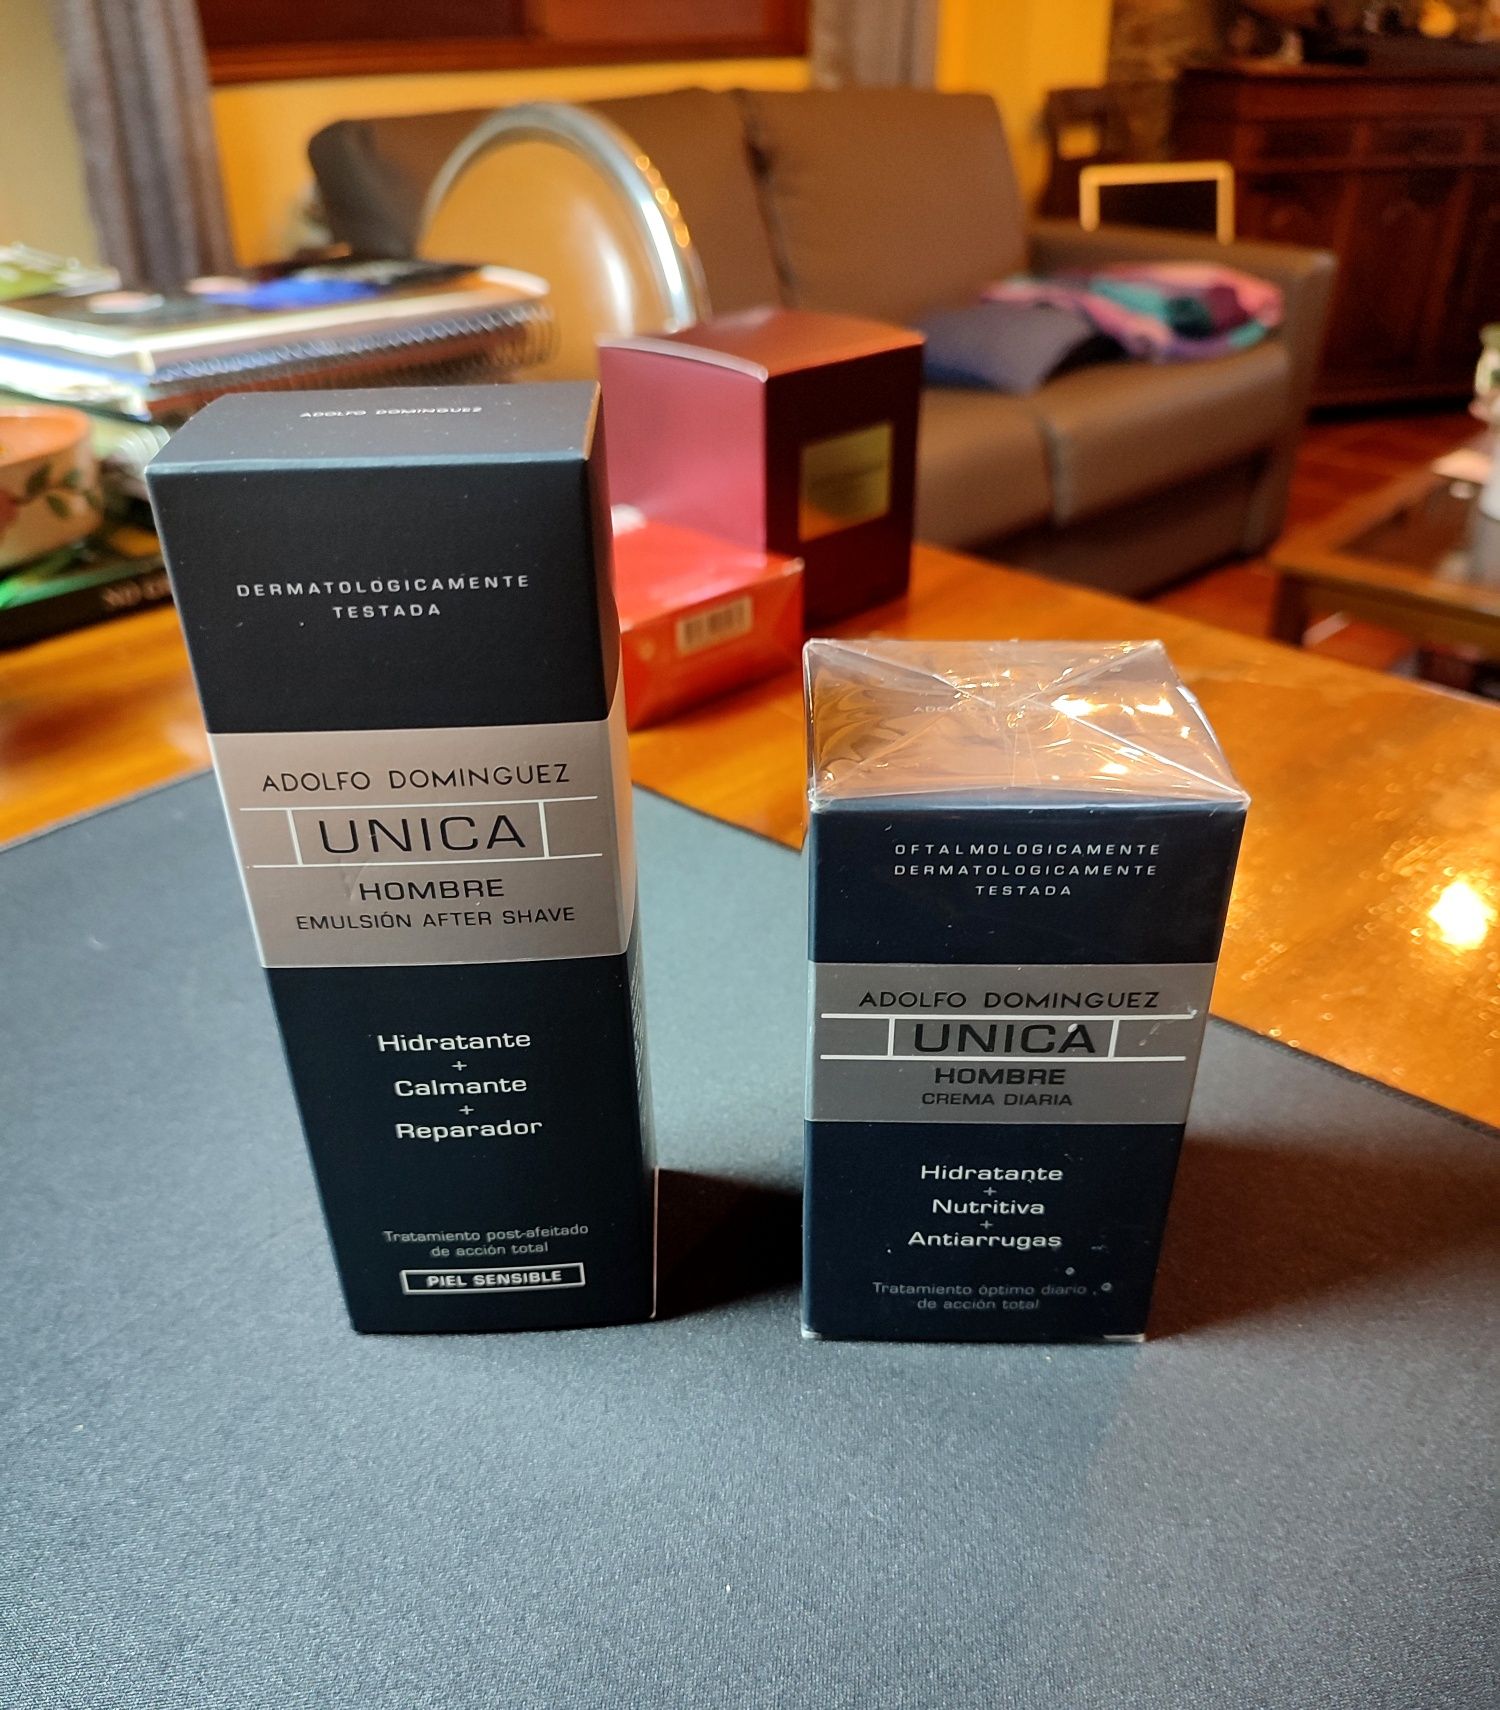 ADOLFO DOMINGUEZ
DERMATOLÓGICAMENTE
TESTADA
ADOLFO DOMINGUEZ
UNICA
HOMBRE
EMULSIÓN AFTER SHAVE
Hidratante
+
Calmante
+
Reparador
Tratamiento post-afeitado
de acción total
PIEL SENSIBLE
OFTALMOLOGICAMENTE
DERMATOLOGICAMENTE
TESTADA
ADOLFO DOMINGUEZ
UNICA
HOMBRE
CREMA DIARIA
Hidratante
+
Nutritiva
+
Antiarrugas
Tratamiento óptimo diario
de acción total